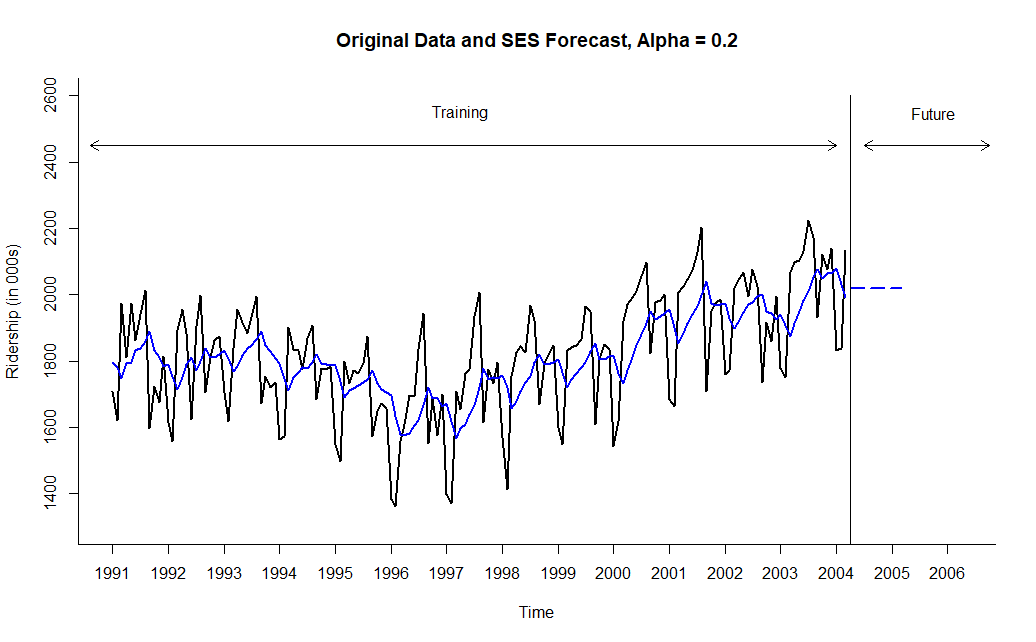 Original Data and SES Forecast, Alpha = 0.2
Training
Future
Ridership (in 000s)
2600
2400
2200
2000
1800
1600
1400
1991 1992 1993 1994 1995 1996 1997 1998 1999 2000 2001 2002 2003 2004 2005 2006
Time